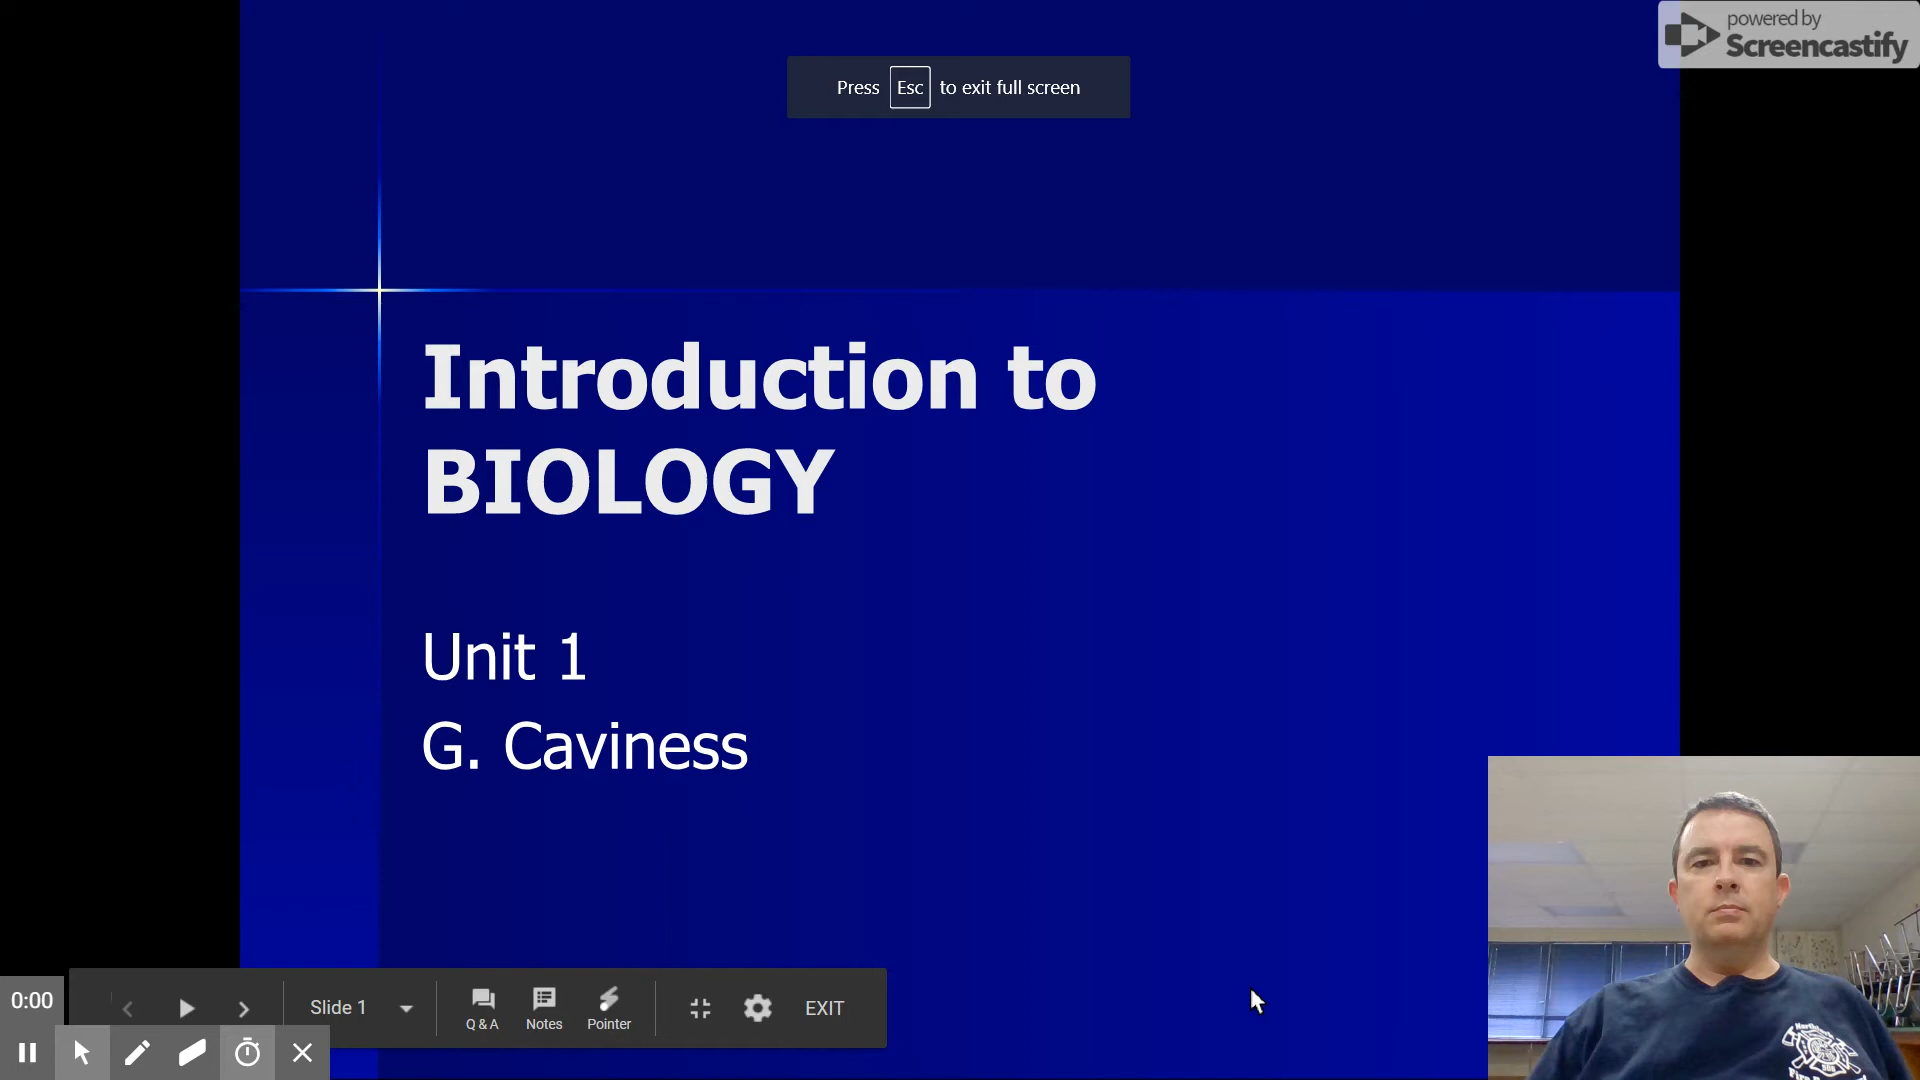 powered by
Screencastify
Press Esc to exit full screen
Introduction to
BIOLOGY
Unit 1
G. Caviness
0:00
Slide 1
Q & A
Notes
Pointer
EXIT